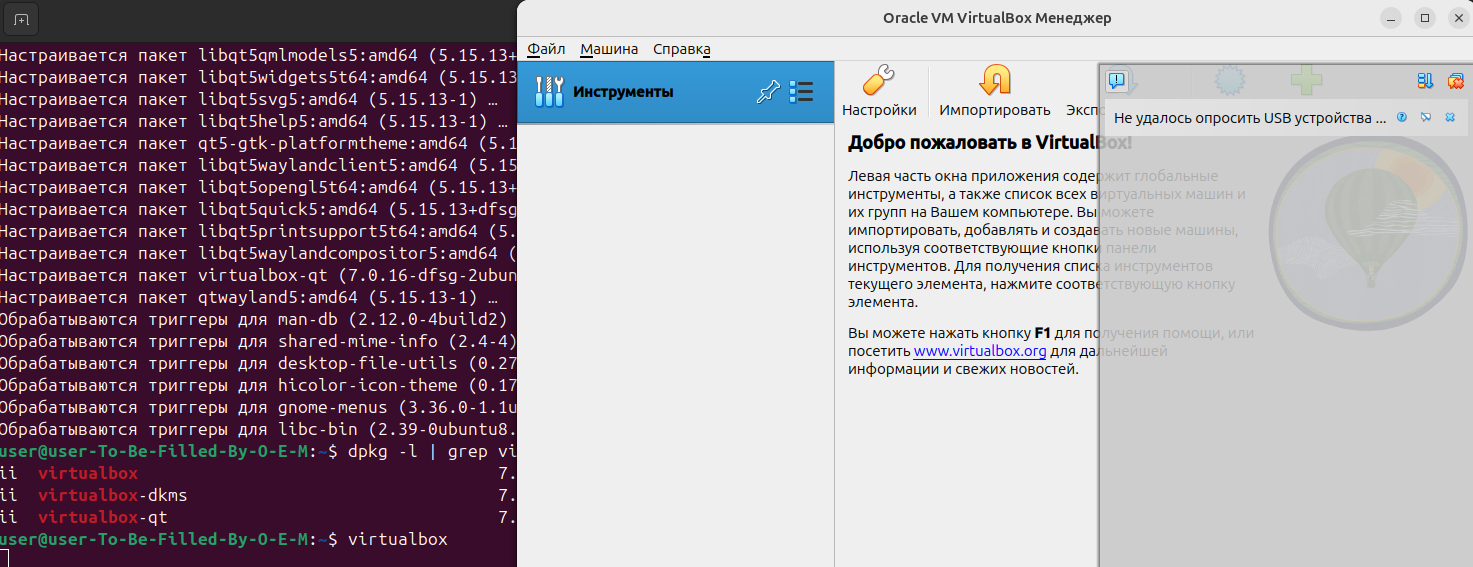 Настраивается пакет libqt5qmlmodels5:amd64 (5.15.13+
Настраивается пакет libqt5widgets5t64:amd64 (5.15.13
Настраивается пакет libqt5svg5:amd64 (5.15.13-1) …
Настраивается пакет libqt5help5:amd64 (5.15.13-1) …
Настраивается пакет qt5-gtk-platformtheme:amd64 (5.1
Настраивается пакет libqt5waylandclient5:amd64 (5.15
Настраивается пакет libqt5opengl5t64:amd64 (5.15.13+
Настраивается пакет libqt5quick5:amd64 (5.15.13+dfsg
Настраивается пакет libqt5printsupport5t64:amd64 (5.
Настраивается пакет libqt5waylandcompositor5:amd64 (
Настраивается пакет virtualbox-qt (7.0.16-dfsg-2ubun
Настраивается пакет qtwayland5:amd64 (5.15.13-1) …
Обрабатываются триггеры для man-db (2.12.0-4build2)
Обрабатываются триггеры для shared-mime-info (2.4-4)
Обрабатываются триггеры для desktop-file-utils (0.27
Обрабатываются триггеры для hicolor-icon-theme (0.17
Обрабатываются триггеры для gnome-menus (3.36.0-1.1u
Обрабатываются триггеры для libc-bin (2.39-0ubuntu8.
user@user-To-Be-Filled-By-O-E-M:~$ dpkg -l | grep vi
ii virtualbox 7.
ii virtualbox-dkms 7.
ii virtualbox-qt 7.
user@user-To-Be-Filled-By-O-E-M:~$ virtualbox
Oracle VM VirtualBox Менеджер
Файл Машина Справка
Инструменты
Настройки Импортировать Экспо
Не удалось опросить USB устройства ...
Добро пожаловать в VirtualBox!
Левая часть окна приложения содержит глобальные
инструменты, а также список всех виртуальных машин и
их групп на Вашем компьютере. Вы можете
импортировать, добавлять и создавать новые машины,
используя соответствующие кнопки панели
инструментов. Для получения списка инструментов
текущего элемента, нажмите соответствующую кнопку
элемента.
Вы можете нажать кнопку F1 для получения помощи, или
посетить www.virtualbox.org для дальнейшей
информации и свежих новостей.